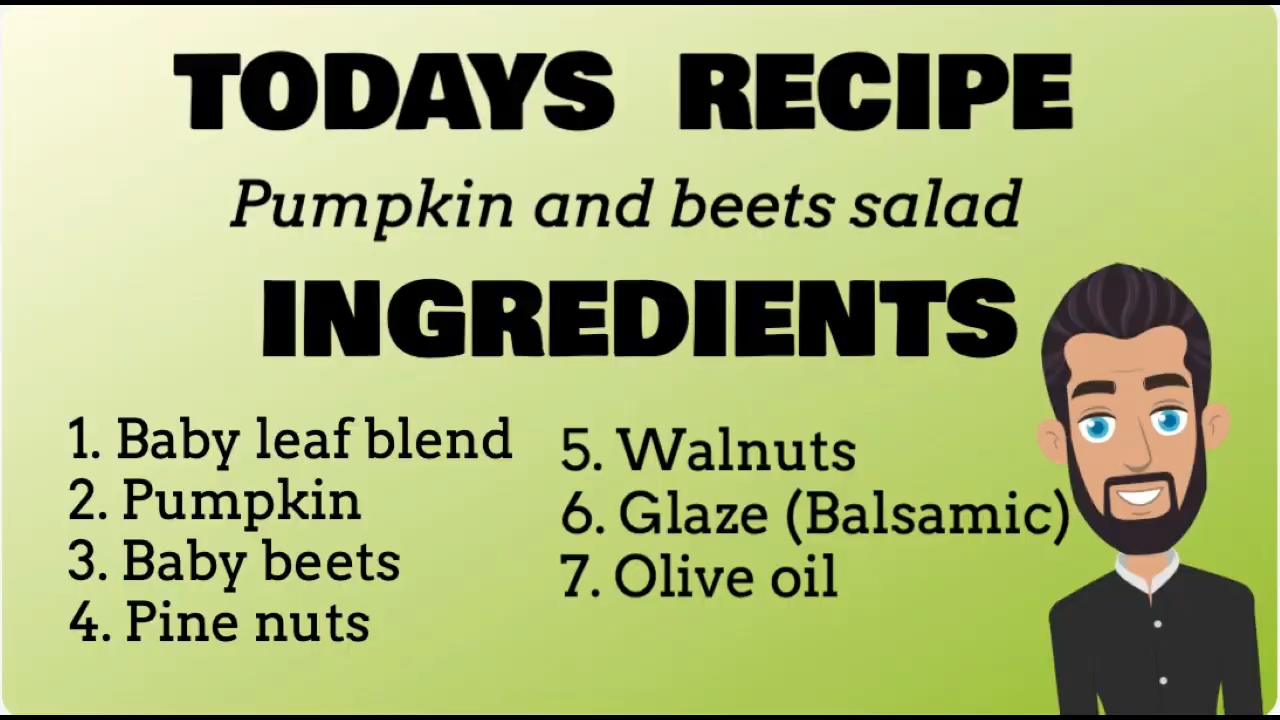 TODAYS RECIPE
Pumpkin and beets salad
INGREDIENTS
1. Baby leaf blend
2. Pumpkin
3. Baby beets
4. Pine nuts
5. Walnuts
6. Glaze (Balsamic)
7. Olive oil